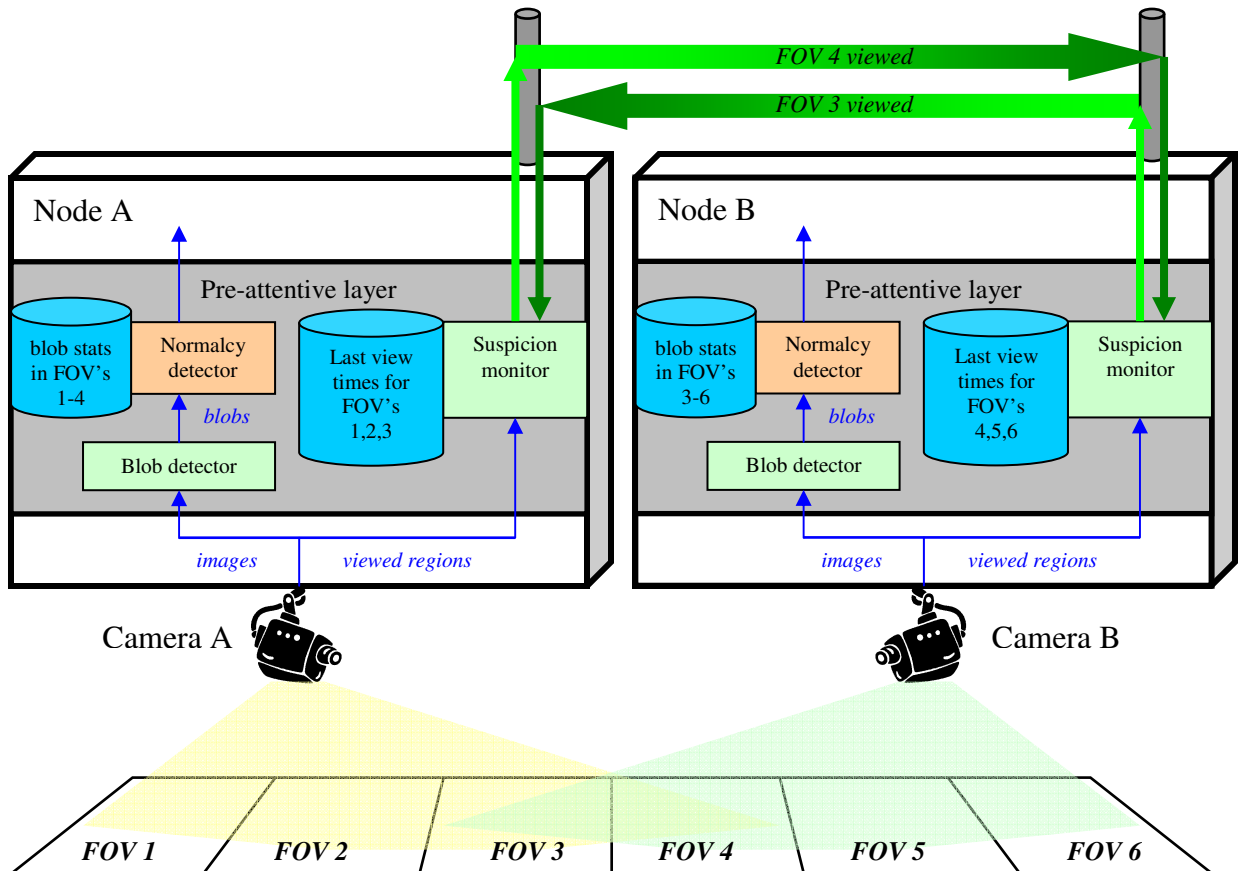 FOV 4 viewed
FOV 3 viewed
Node A
Pre-attentive layer
blob stats
in FOV's
1-4
Normalcy
detector
Last view
times for
FOV's
1,2,3
Suspicion
monitor
blobs
Blob detector
images
viewed regions
Camera A
Node B
Pre-attentive layer
blob stats
in FOV's
3-6
Normalcy
detector
Last view
times for
FOV's
4,5,6
Suspicion
monitor
blobs
Blob detector
images
viewed regions
Camera B
FOV 1
FOV 2
FOV 3
FOV 4
FOV 5
FOV 6